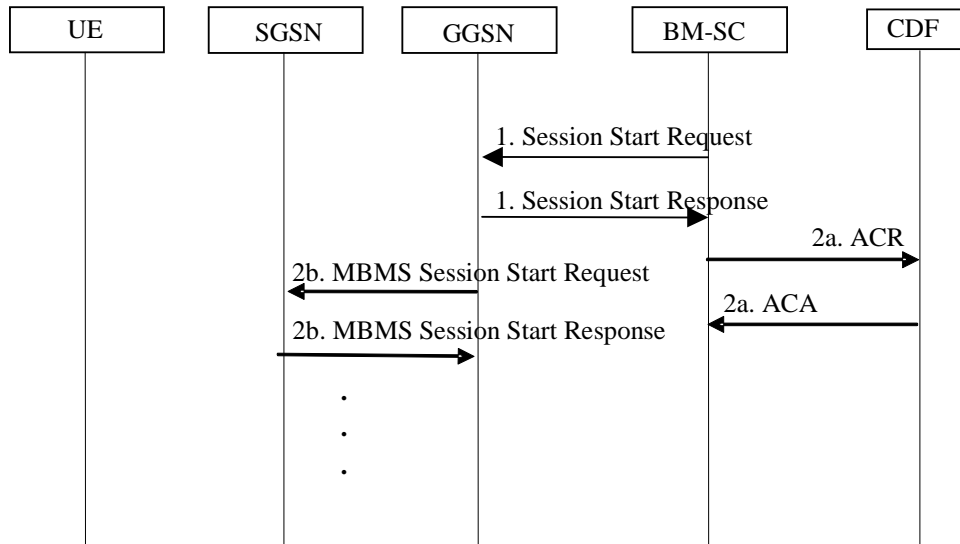 UE
SGSN
GGSN
BM-SC
CDF
1. Session Start Request
1. Session Start Response
2a. ACR
2b. MBMS Session Start Request
2a. ACA
2b. MBMS Session Start Response
.
.
.